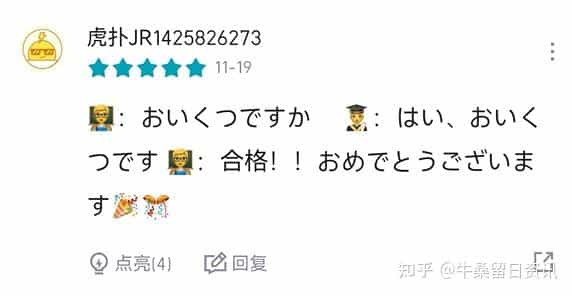 虎扑JR1425826273
11-19
👩‍🏫：おいくつですか 👨‍🎓：はい、おいく
つです 👩‍🏫：合格！！おめでとうございま
す🎉🎊
点亮(4) 回复
知乎 @牛桑留日资讯